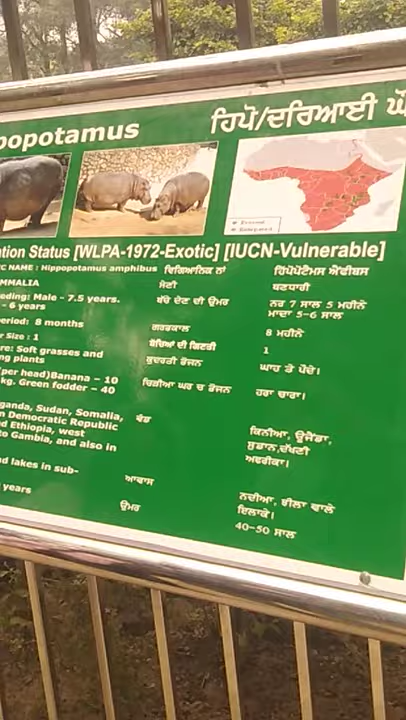 popotamus
ਹਿਪੋ/ਦਰਿਆਈ
tion Status [WLPA-1972-Exotic] [IUCN-Vulnerable]
C NAME : Hippopotamus amphibus ਵਿਗਿਆਨਿਕ ਨਾਂ ਹਿਪੋਪੋਟੈਮਸ ਐਂਫੀਬਸ
MMALIA ਸ਼੍ਰੇਣੀ ਥਣਧਾਰੀ
eding: Male - 7.5 years. ਬੱਚੇ ਦੇਣ ਦੀ ਉਮਰ ਨਰ 7 ਸਾਲ 5 ਮਹੀਨੇ
- 6 years ਮਾਦਾ 5-6 ਸਾਲ
eriod: 8 months ਗਰਭਕਾਲ 8 ਮਹੀਨੇ
r Size : 1 ਬੱਚਿਆਂ ਦੀ ਗਿਣਤੀ 1
re: Soft grasses and ਕੁਦਰਤੀ ਭੋਜਨ ਘਾਹ ਤੇ ਪੌਦੇ।
ng plants
per head)Banana – 10 ਚਿੜੀਆ ਘਰ ਚ ਭੋਜਨ ਹਰਾ ਚਾਰਾ।
kg. Green fodder – 40
ganda, Sudan, Somalia, ਵੰਡ ਕਿਨੀਆ, ਯੂਗੈਂਡਾ,
n Democratic Republic ਸੂਡਾਨ,ਦੱਖਣੀ
d Ethiopia, west ਅਫਰੀਕਾ।
to Gambia, and also in
nd lakes in sub- ਆਵਾਸ ਨਦੀਆ, ਝੀਲਾ ਵਾਲੇ
ਇਲਾਕੇ।
years ਉਮਰ 40-50 ਸਾਲ